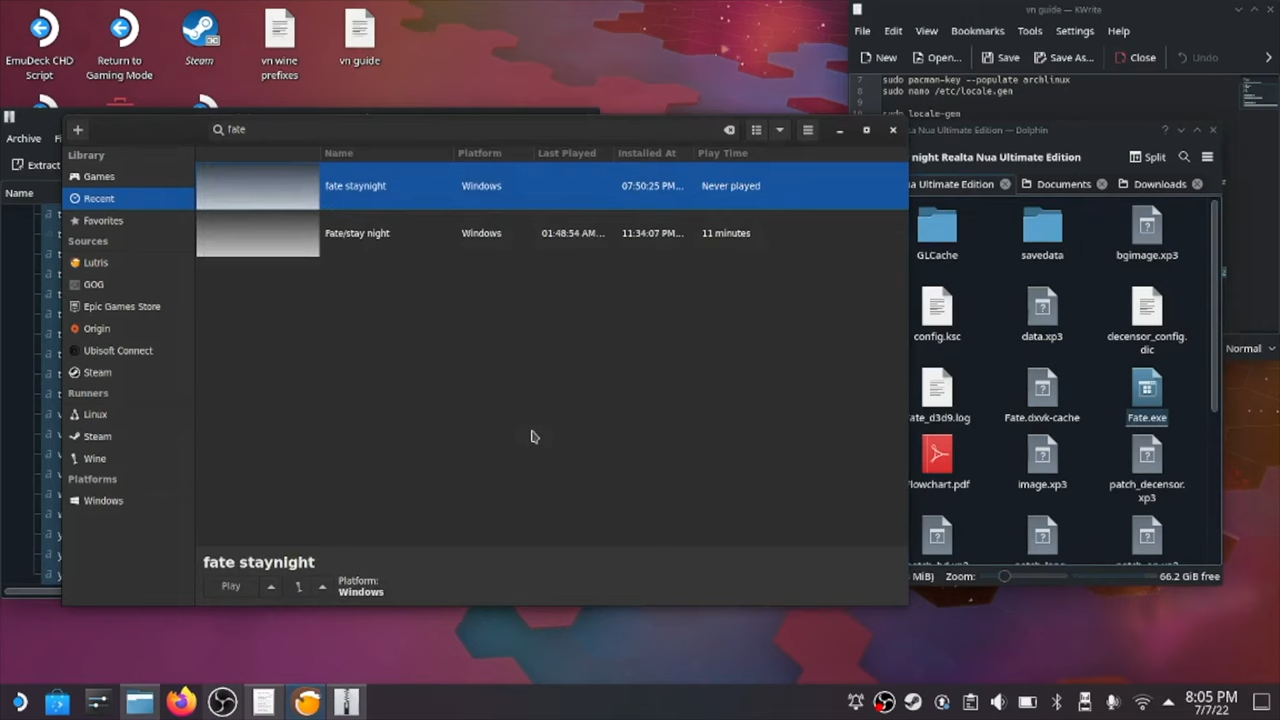 EmuDeck CHD
Script
Return to
Gaming Mode
Steam
vn wine
prefixes
vn guide
vn guide — KWrite
File Edit View Bookmarks Tools Settings Help
New Open... Save Save As... Close Undo
7 sudo pacman-key --populate archlinux
8 sudo nano /etc/locale.gen
sudo locale-gen
Archive
Extract
Name
fate
Library
Games
Recent
Favorites
Sources
Lutris
GOG
Epic Games Store
Origin
Ubisoft Connect
Steam
Runners
Linux
Steam
Wine
Platforms
Windows
Name Platform Last Played Installed At Play Time
fate staynight Windows 07:50:25 PM... Never played
Fate/stay night Windows 01:48:54 AM... 11:34:07 PM... 11 minutes
fate staynight
Play
Platform:
Windows
alta Nua Ultimate Edition — Dolphin
night Realta Nua Ultimate Edition
Split
a Ultimate Edition Documents Downloads
GLCache savedata bgimage.xp3
config.ksc data.xp3 decensor_config.
dic
ate_d3d9.log Fate.dxvk-cache Fate.exe
lowchart.pdf image.xp3 patch_decensor.
xp3
MiB) Zoom: 66.2 GiB free
Normal
8:05 PM
7/7/22